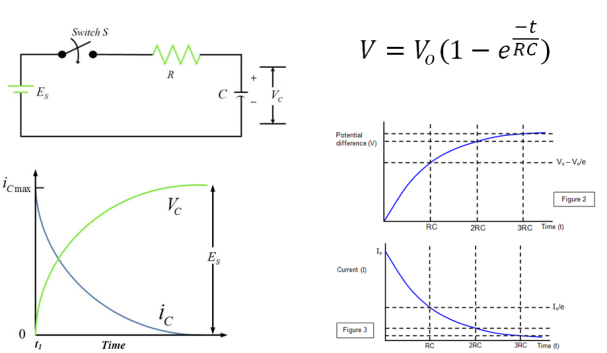 Switch S
R
E_S
C
+
−
V_C
V = V_o(1 − e^{−t/RC})
i_C max
V_C
E_S
i_C
0
t_1
Time
Potential
difference (V)
V_o – V_o/e
Figure 2
RC 2RC 3RC Time (t)
I_o
Current (I)
I_o/e
Figure 3
RC 2RC 3RC Time (t)